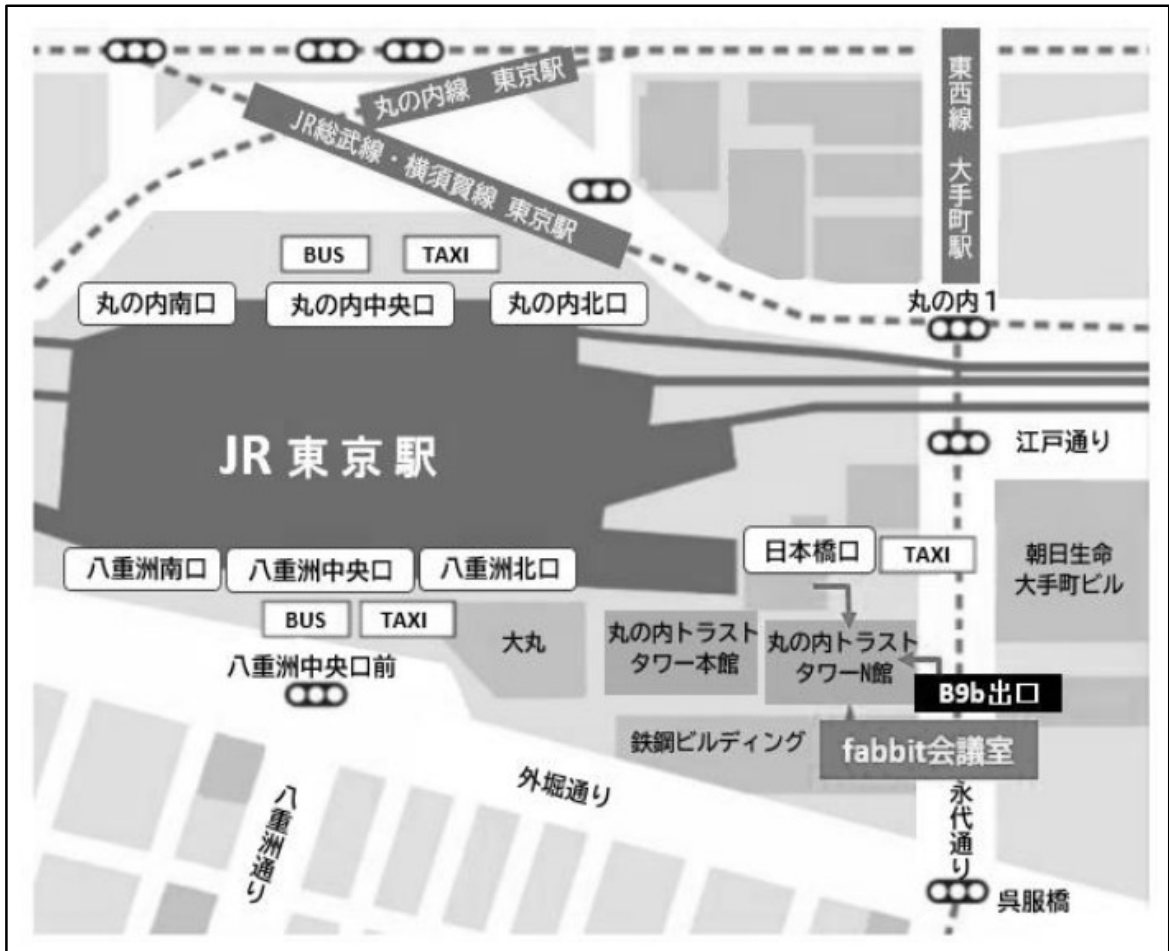 丸の内線 東京駅
JR総武線・横須賀線 東京駅
東西線 大手町駅
BUS
TAXI
丸の内南口
丸の内中央口
丸の内北口
丸の内1
JR東京駅
江戸通り
八重洲南口
八重洲中央口
八重洲北口
日本橋口
TAXI
朝日生命
大手町ビル
BUS
TAXI
大丸
丸の内トラスト
タワー本館
丸の内トラスト
タワーN館
八重洲中央口前
B9b出口
鉄鋼ビルディング
fabbit会議室
外堀通り
八重洲通り
永代通り
呉服橋